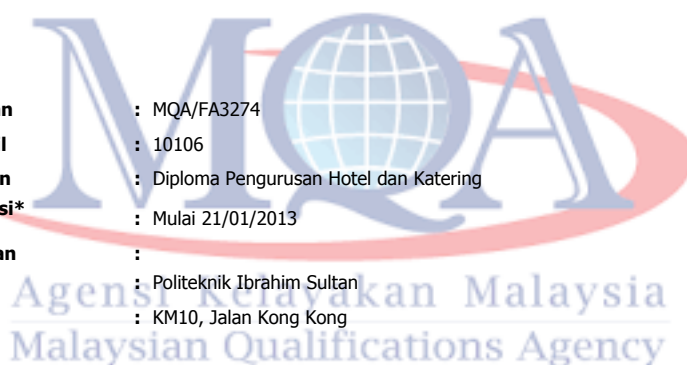 MQA
an : MQA/FA3274
l : 10106
n : Diploma Pengurusan Hotel dan Katering
si* : Mulai 21/01/2013
an :
: Politeknik Ibrahim Sultan
: KM10, Jalan Kong Kong
Agensi Kelayakan Malaysia
Malaysian Qualifications Agency